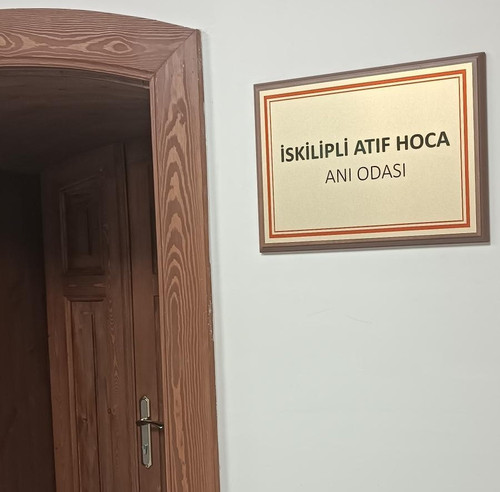 İSKİLİPLİ ATIF HOCA
ANI ODASI